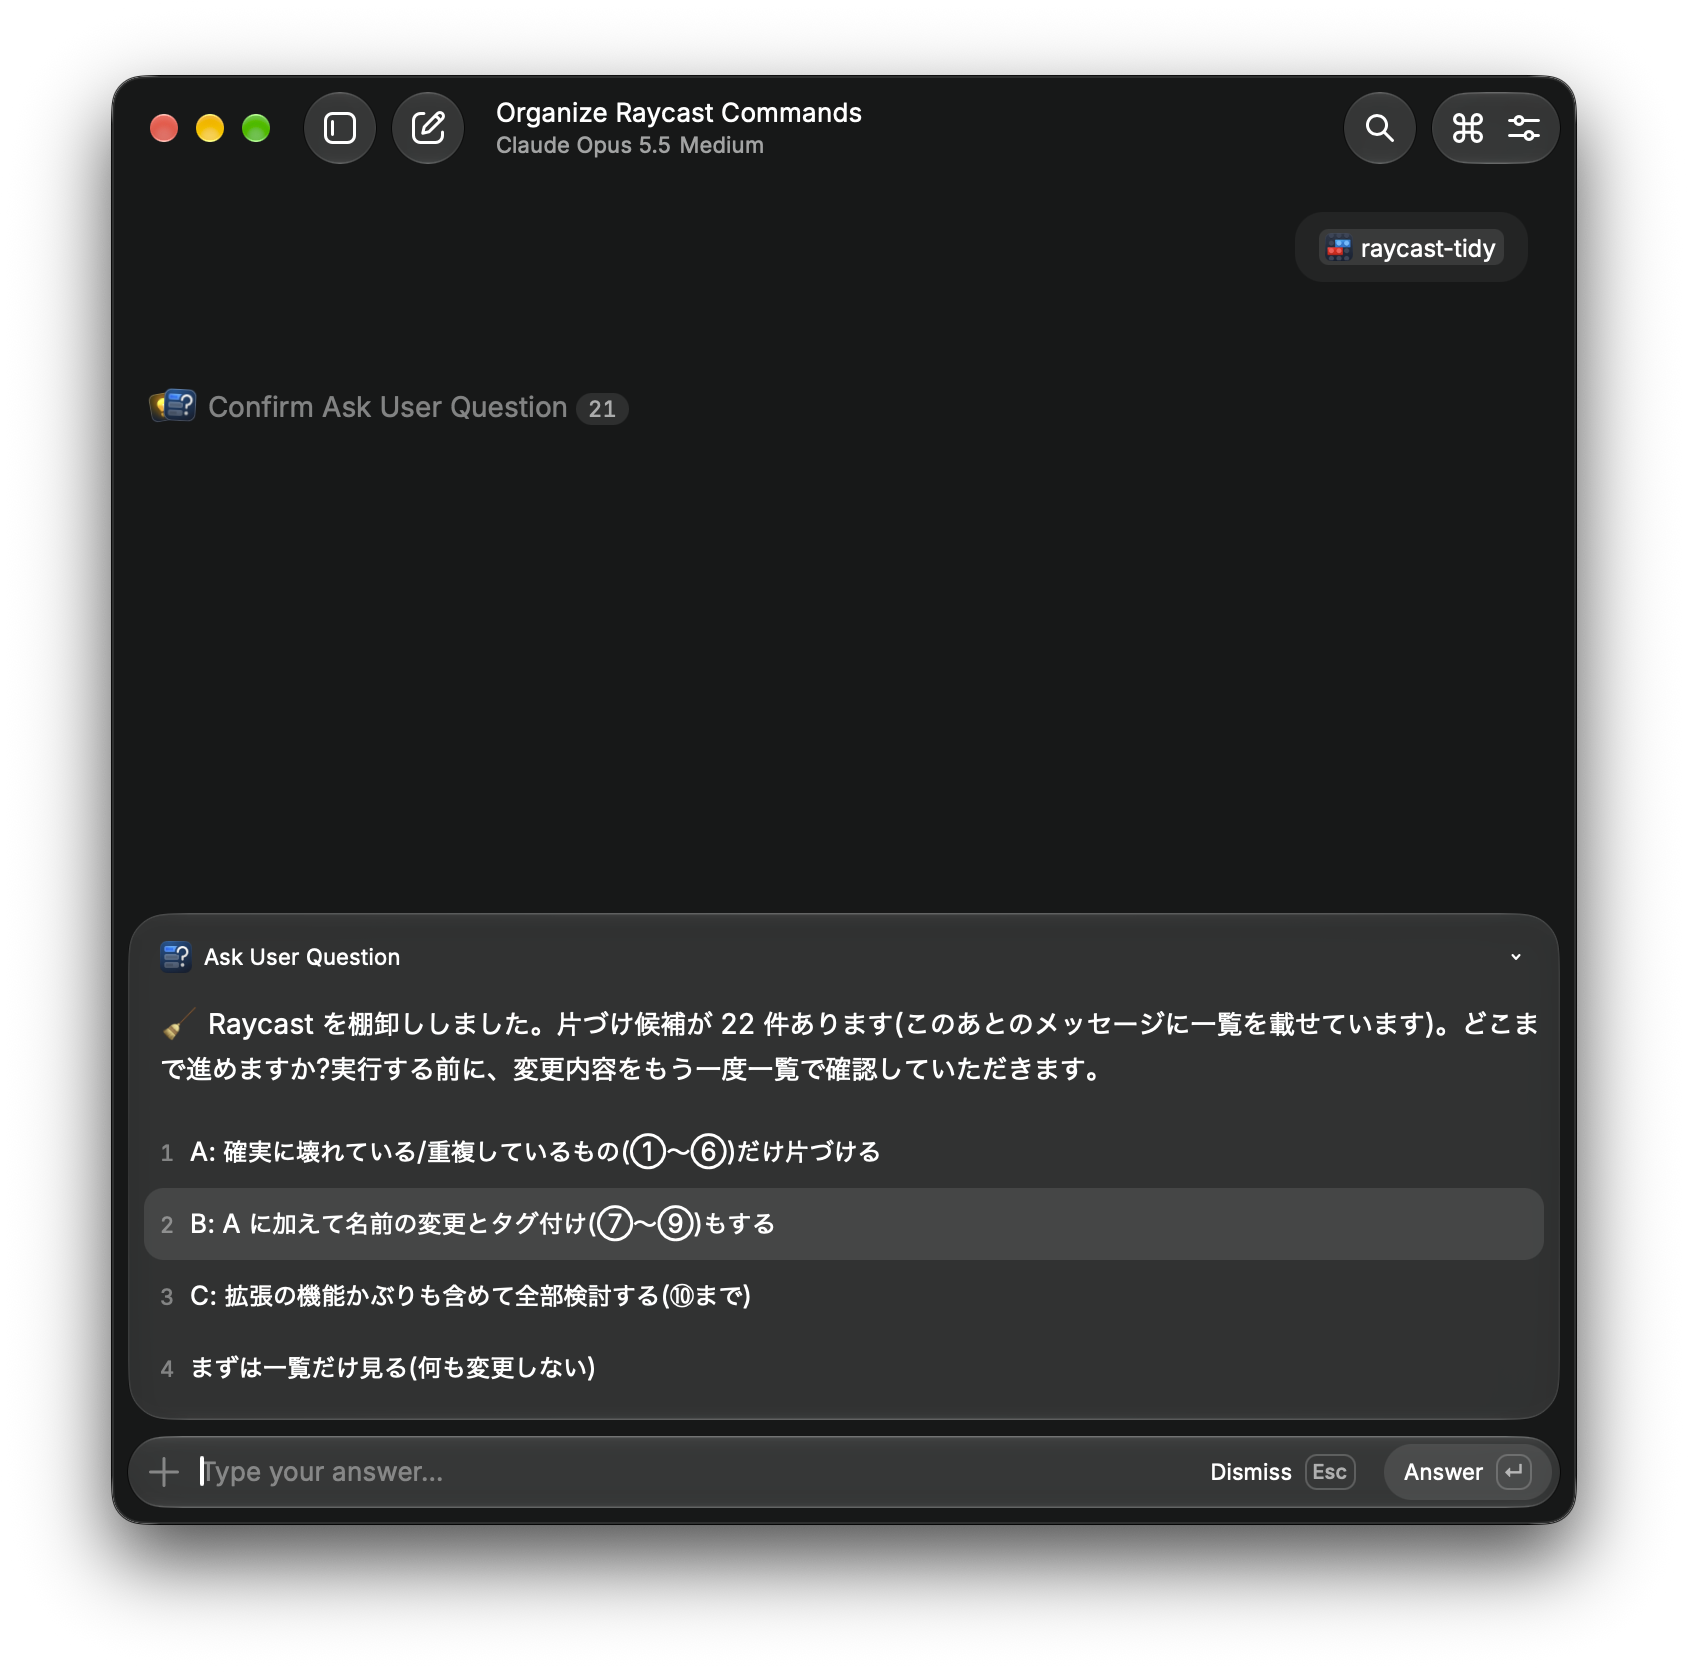 Organize Raycast Commands
Claude Opus 5.5 Medium
raycast-tidy
Confirm Ask User Question 21
Ask User Question
🧹 Raycast を棚卸ししました。片づけ候補が 22 件あります(このあとのメッセージに一覧を載せています)。どこま
で進めますか?実行する前に、変更内容をもう一度一覧で確認していただきます。
1 A: 確実に壊れている/重複しているもの(①〜⑥)だけ片づける
2 B: A に加えて名前の変更とタグ付け(⑦〜⑨)もする
3 C: 拡張の機能かぶりも含めて全部検討する(⑩まで)
4 まずは一覧だけ見る(何も変更しない)
Type your answer...
Dismiss Esc
Answer ↵